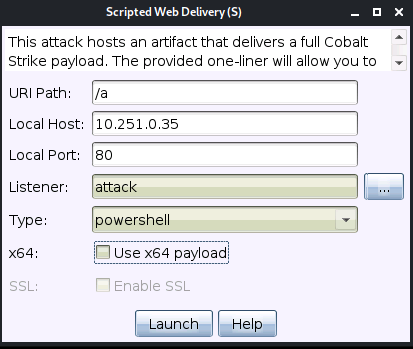 Scripted Web Delivery (S)
This attack hosts an artifact that delivers a full Cobalt
Strike payload. The provided one-liner will allow you to
URI Path: /a
Local Host: 10.251.0.35
Local Port: 80
Listener: attack ...
Type: powershell
x64: Use x64 payload
SSL: Enable SSL
Launch Help